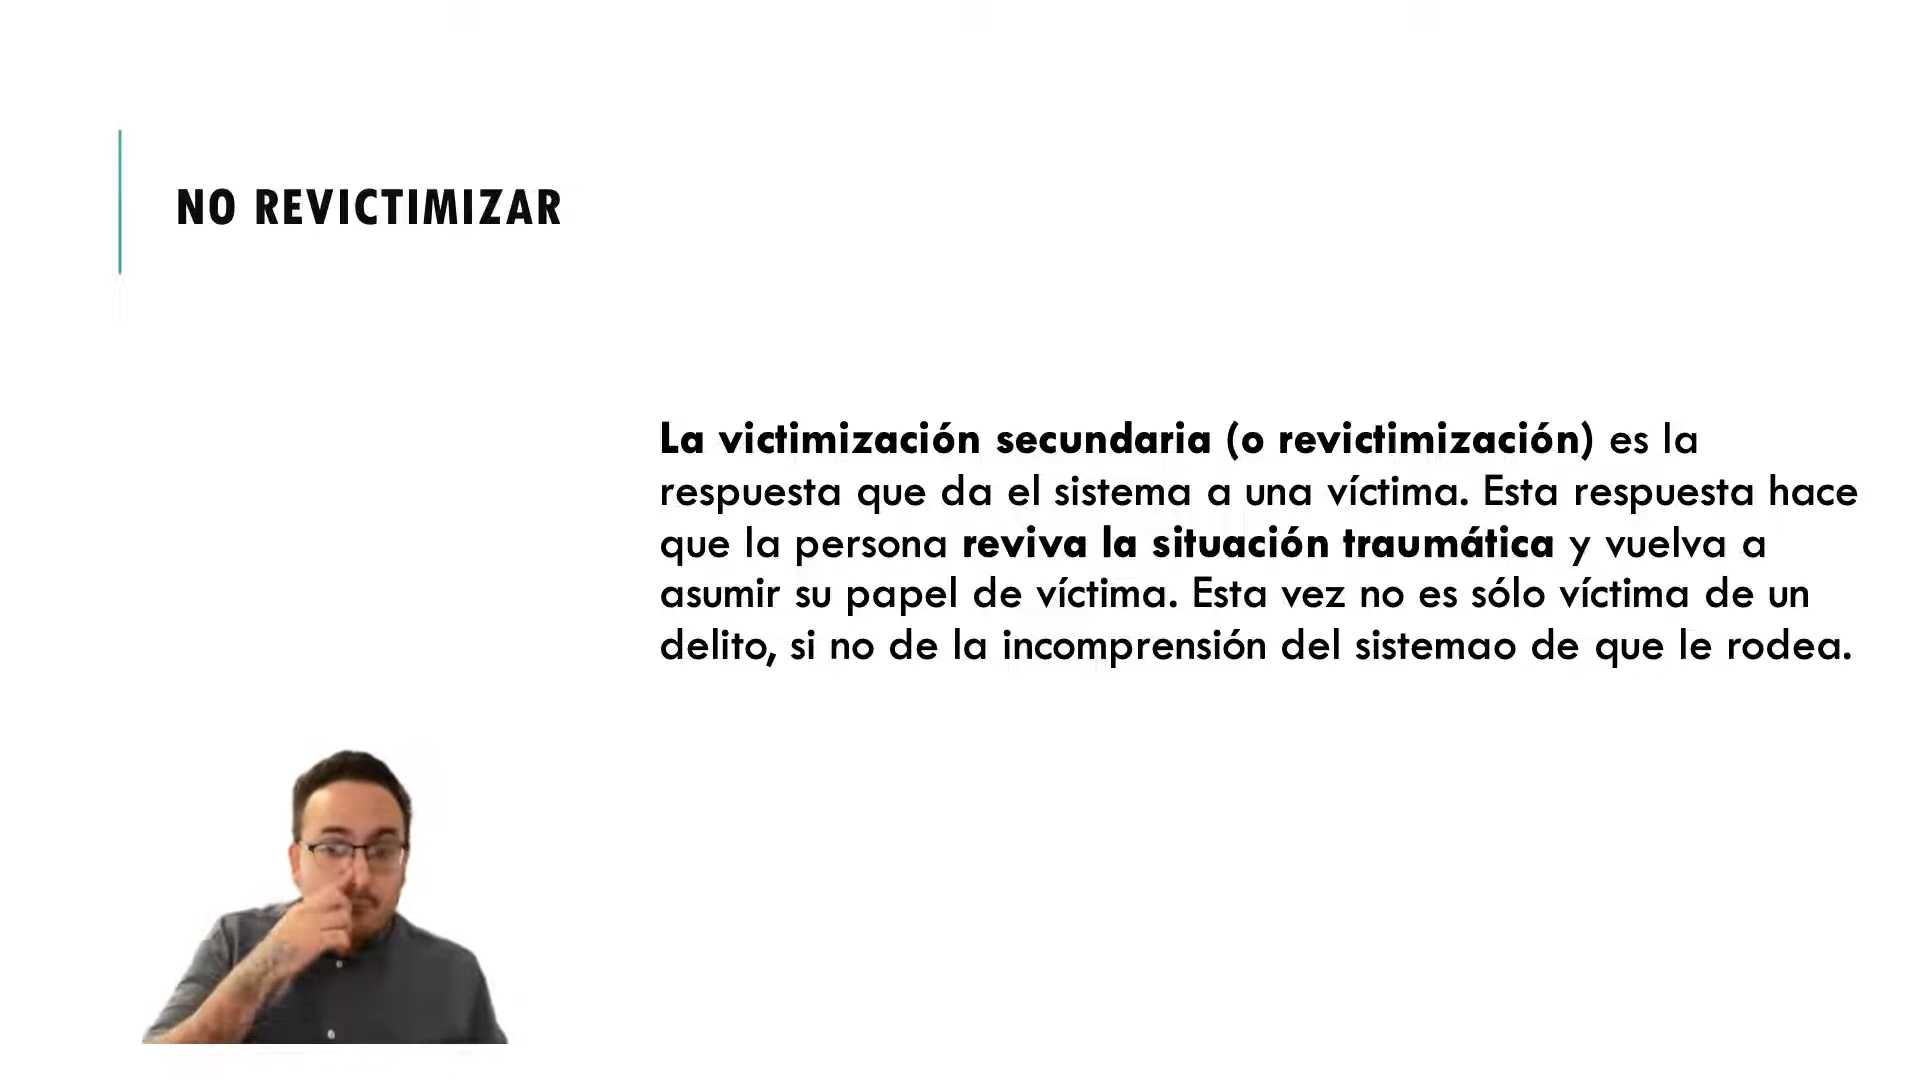 NO REVICTIMIZAR
La victimización secundaria (o revictimización) es la
respuesta que da el sistema a una víctima. Esta respuesta hace
que la persona reviva la situación traumática y vuelva a
asumir su papel de víctima. Esta vez no es sólo víctima de un
delito, si no de la incomprensión del sistemao de que le rodea.